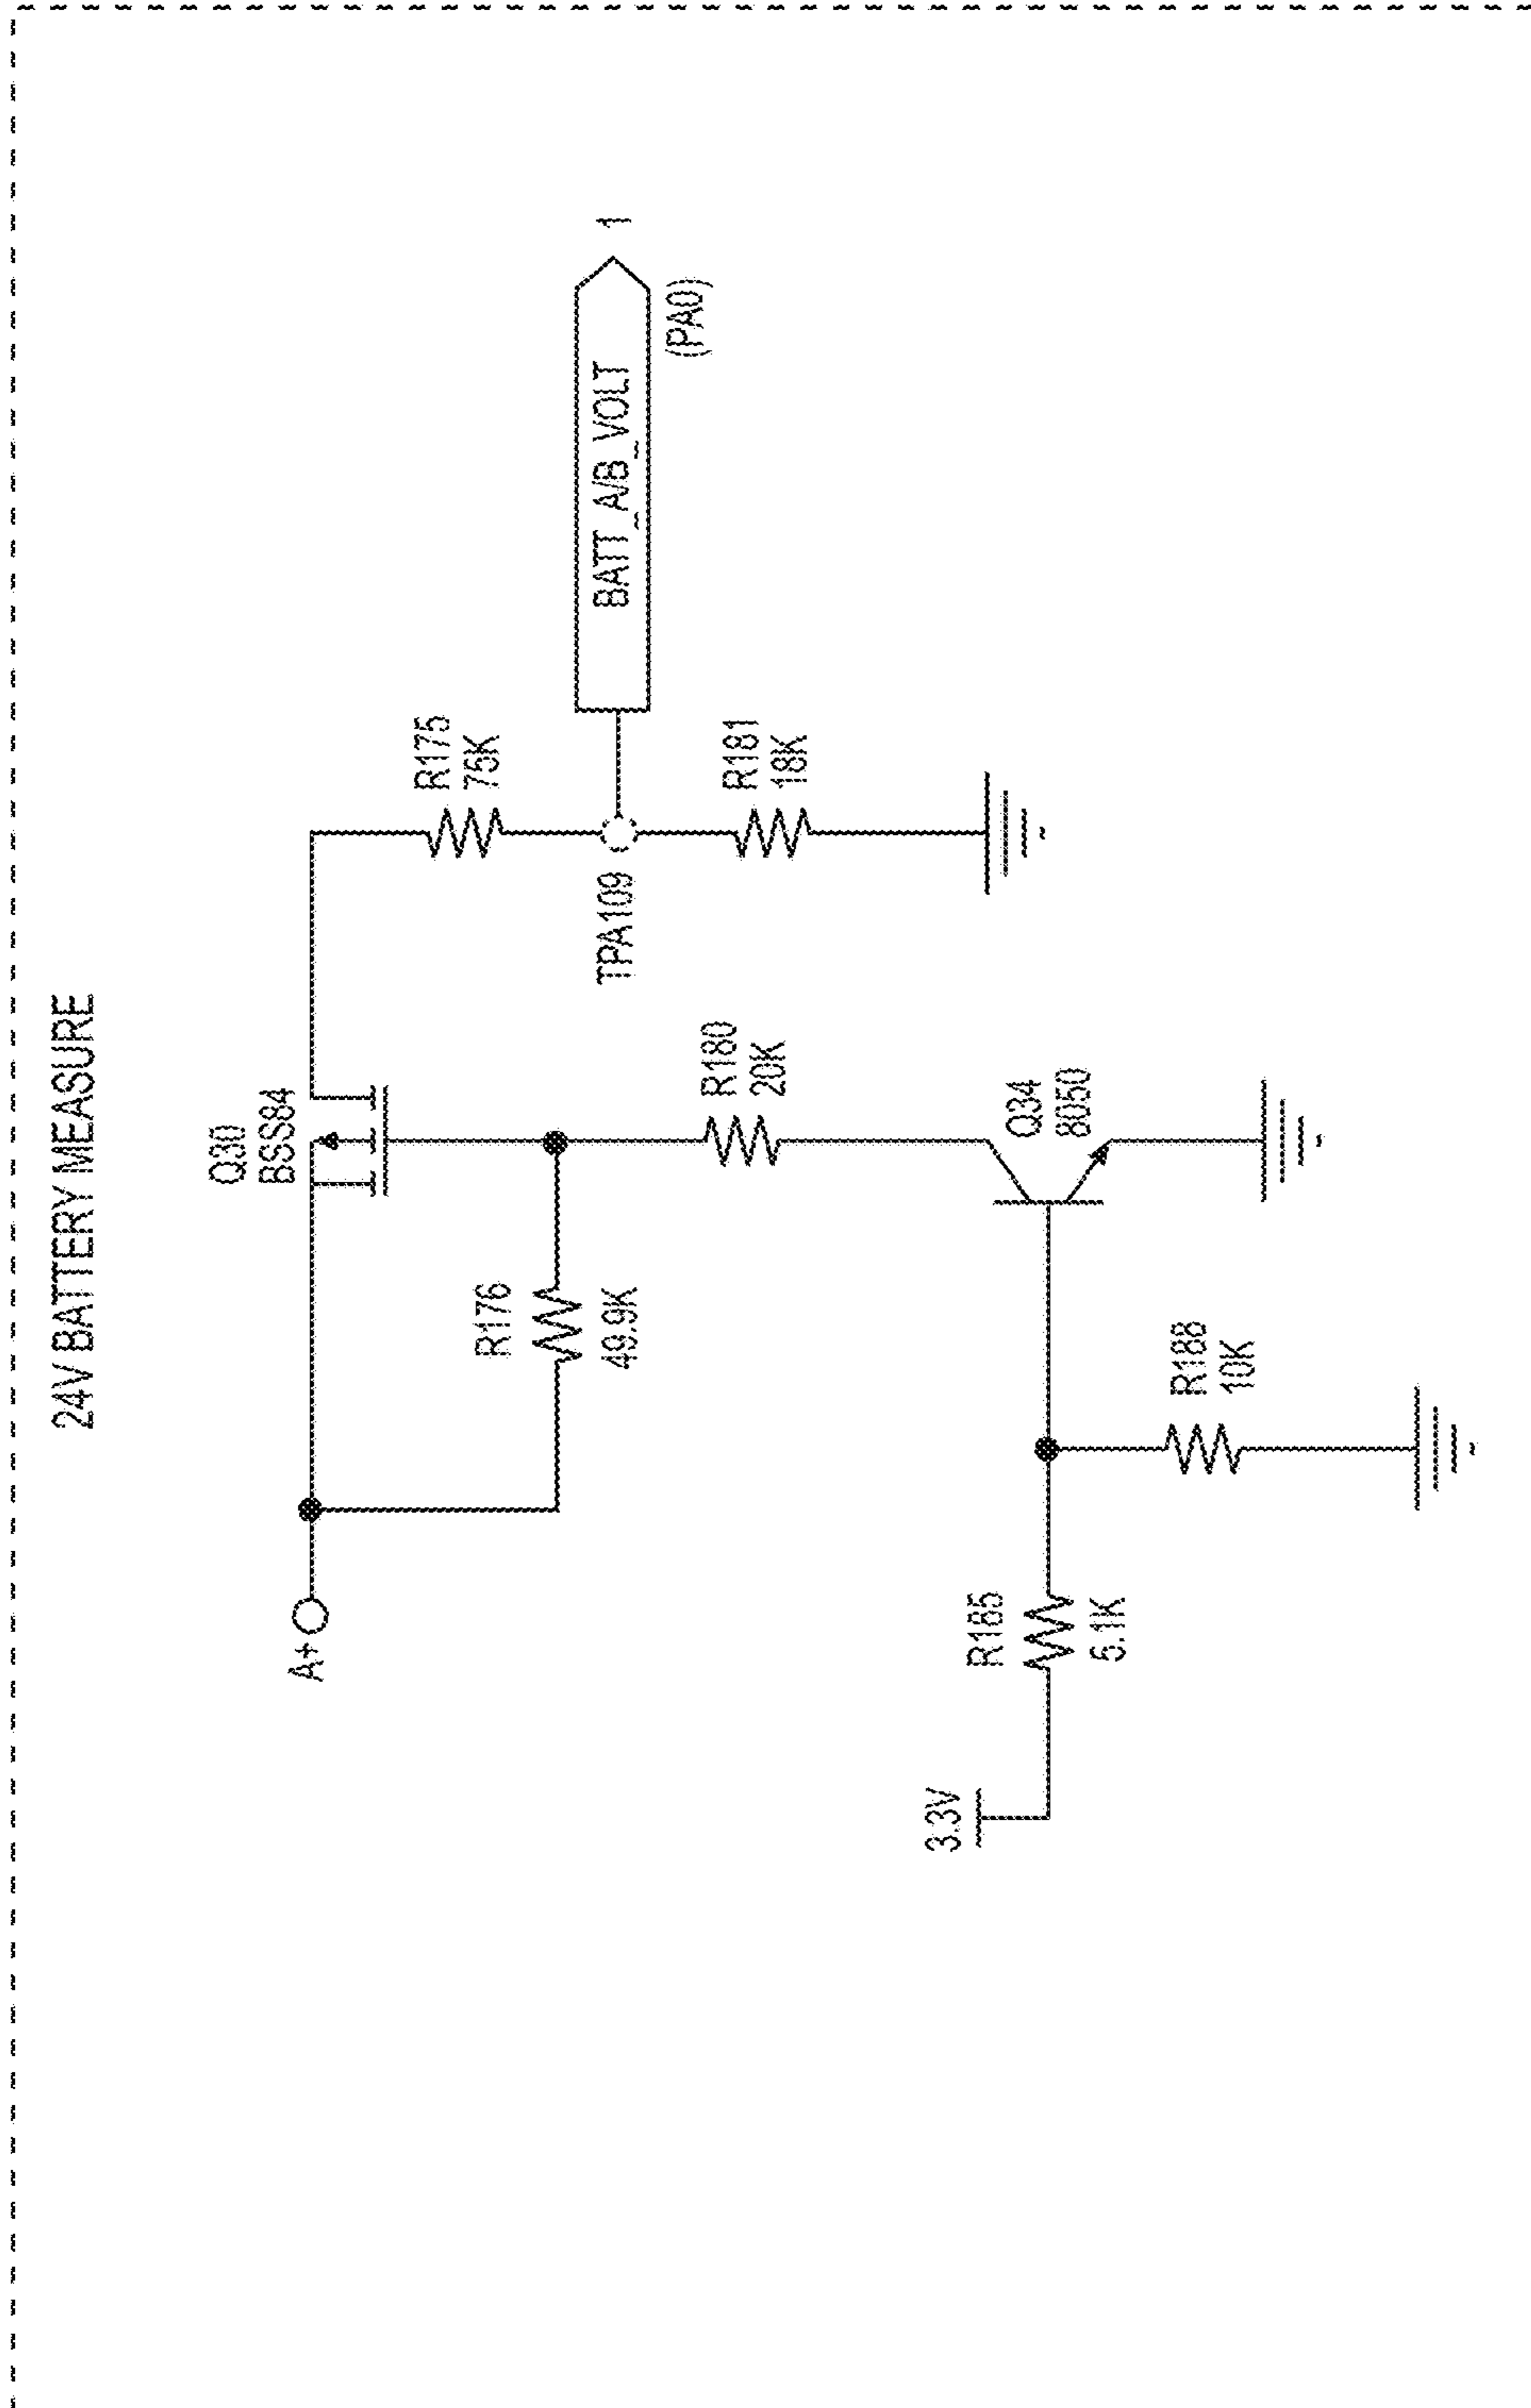 24V BATTERY MEASURE
Q30
BSS84
A+
R175
75K
R176
49.9K
BATT_A/B_VOLT
1
(PA0)
TPA109
R180
20K
R181
18K
3.3V
R185
5.1K
Q34
8050
R188
10K